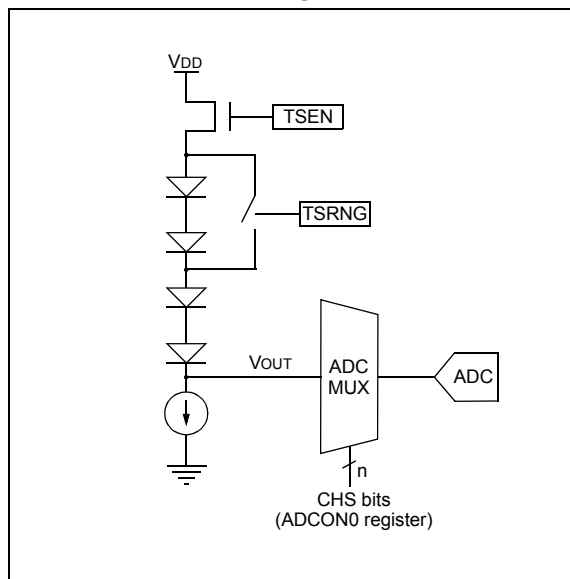 VDD
TSEN
TSRNG
VOUT
ADC
MUX
ADC
n
CHS bits
(ADCON0 register)